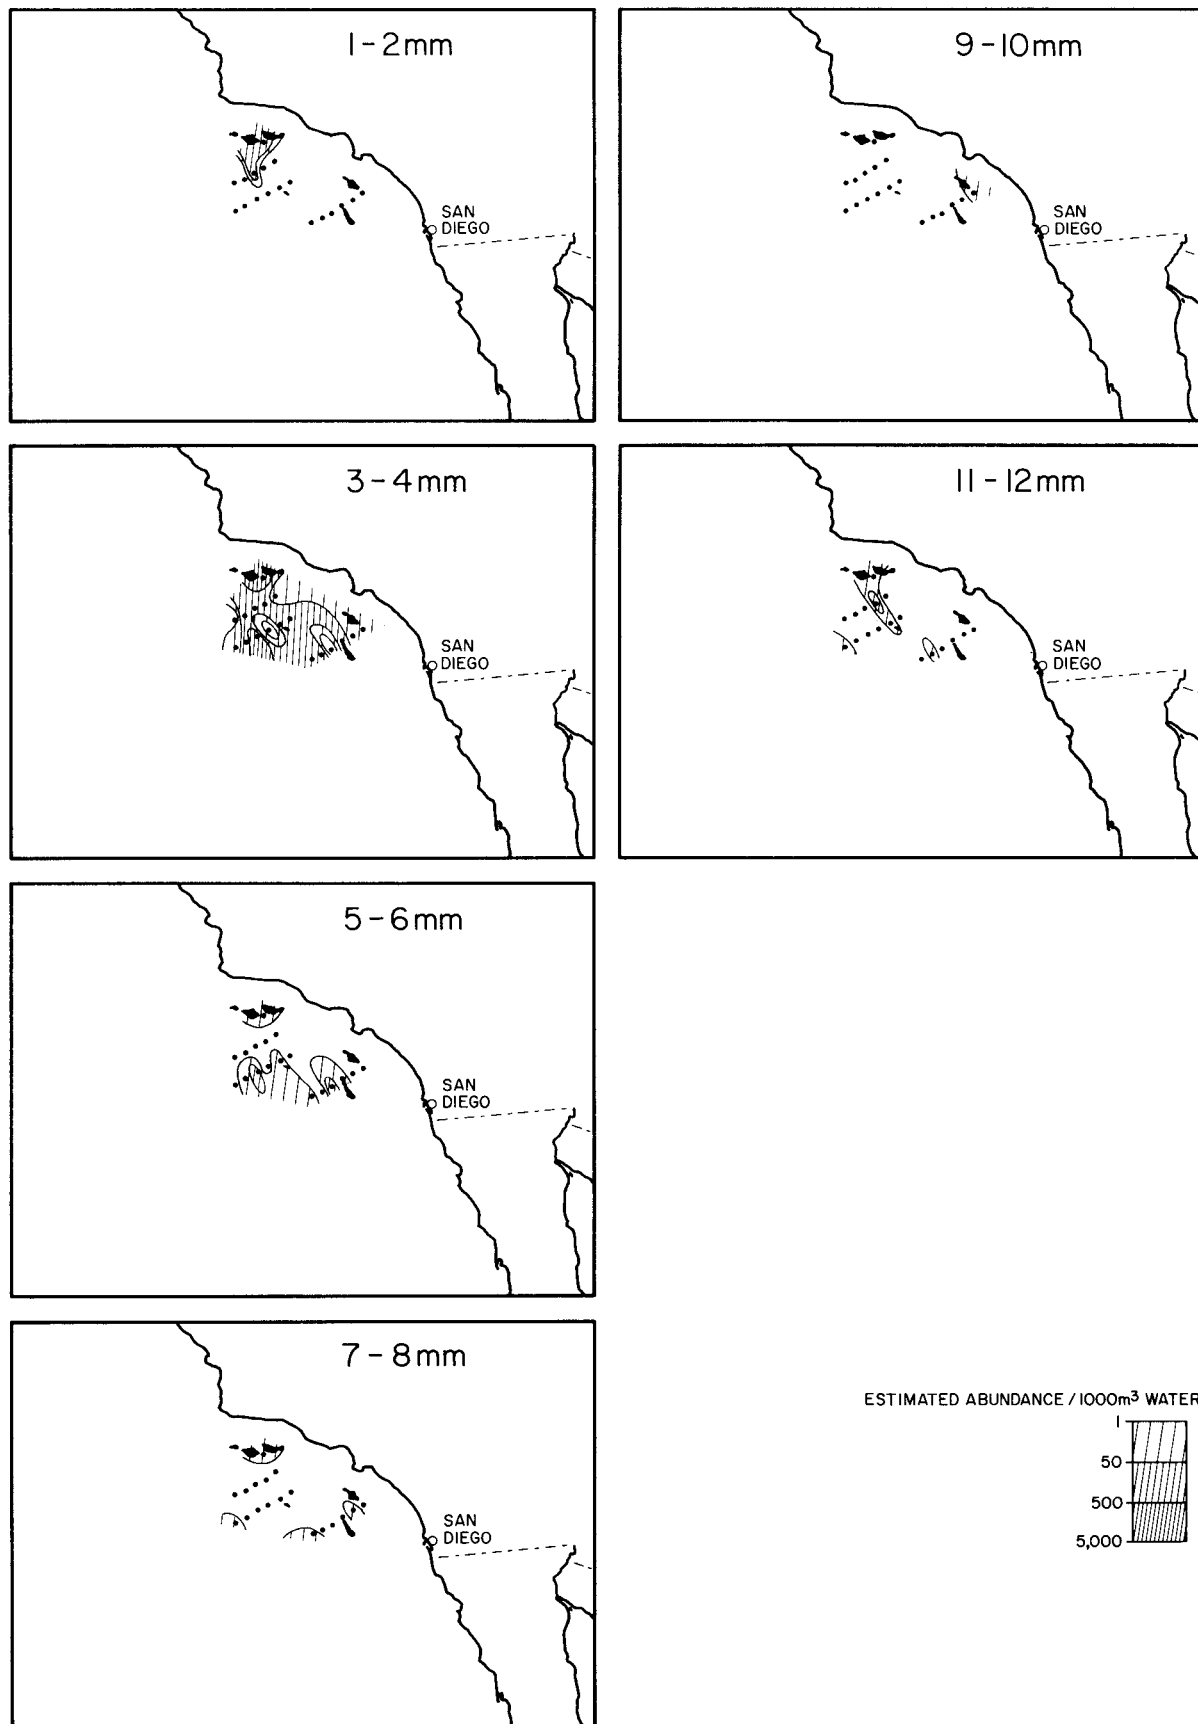 1-2mm
SAN
DIEGO
3-4mm
SAN
DIEGO
5-6mm
SAN
DIEGO
7-8mm
SAN
DIEGO
9-10mm
SAN
DIEGO
11-12mm
SAN
DIEGO
ESTIMATED ABUNDANCE / 1000m³ WATER
1
50
500
5,000